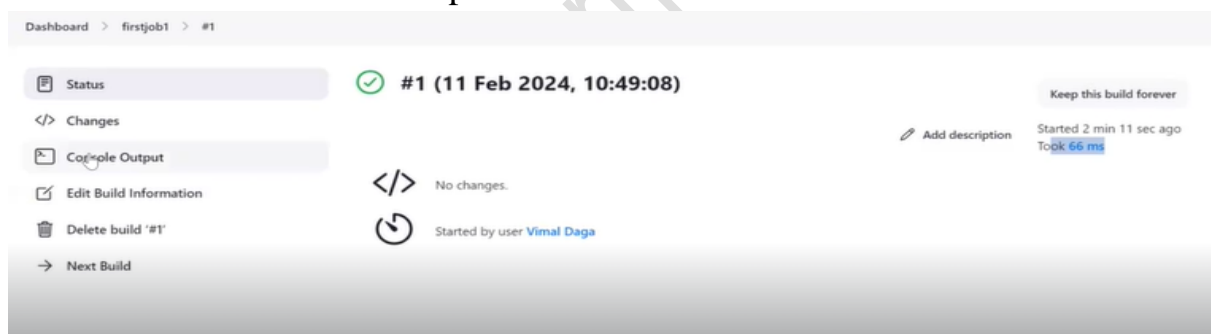 Dashboard > firstjob1 > #1
Status
Changes
Console Output
Edit Build Information
Delete build '#1'
Next Build
#1 (11 Feb 2024, 10:49:08)
Keep this build forever
Add description
Started 2 min 11 sec ago
Took 66 ms
No changes.
Started by user Vimal Daga